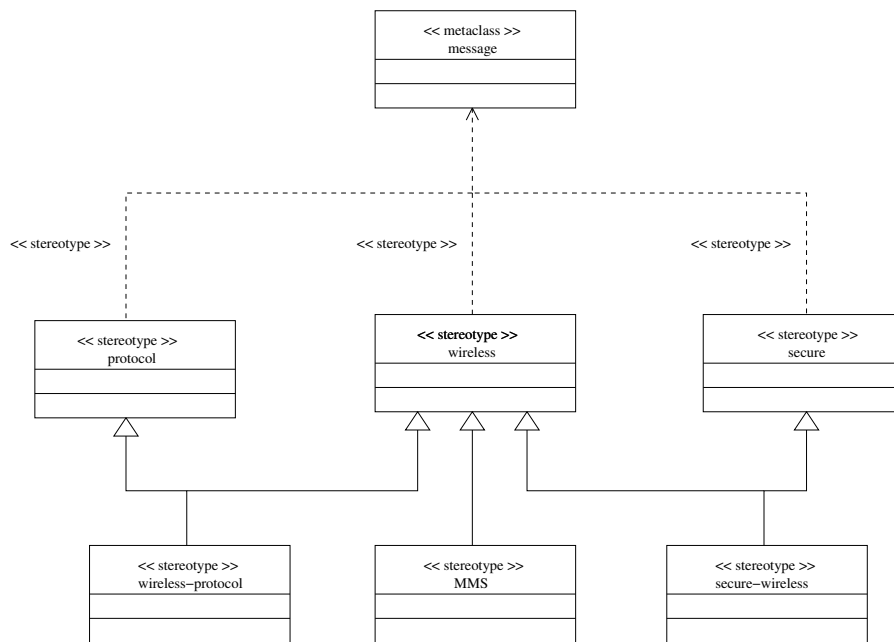 << metaclass >>
message
<< stereotype >>
<< stereotype >>
<< stereotype >>
<< stereotype >>
protocol
<< stereotype >>
wireless
<< stereotype >>
secure
<< stereotype >>
wireless−protocol
<< stereotype >>
MMS
<< stereotype >>
secure−wireless